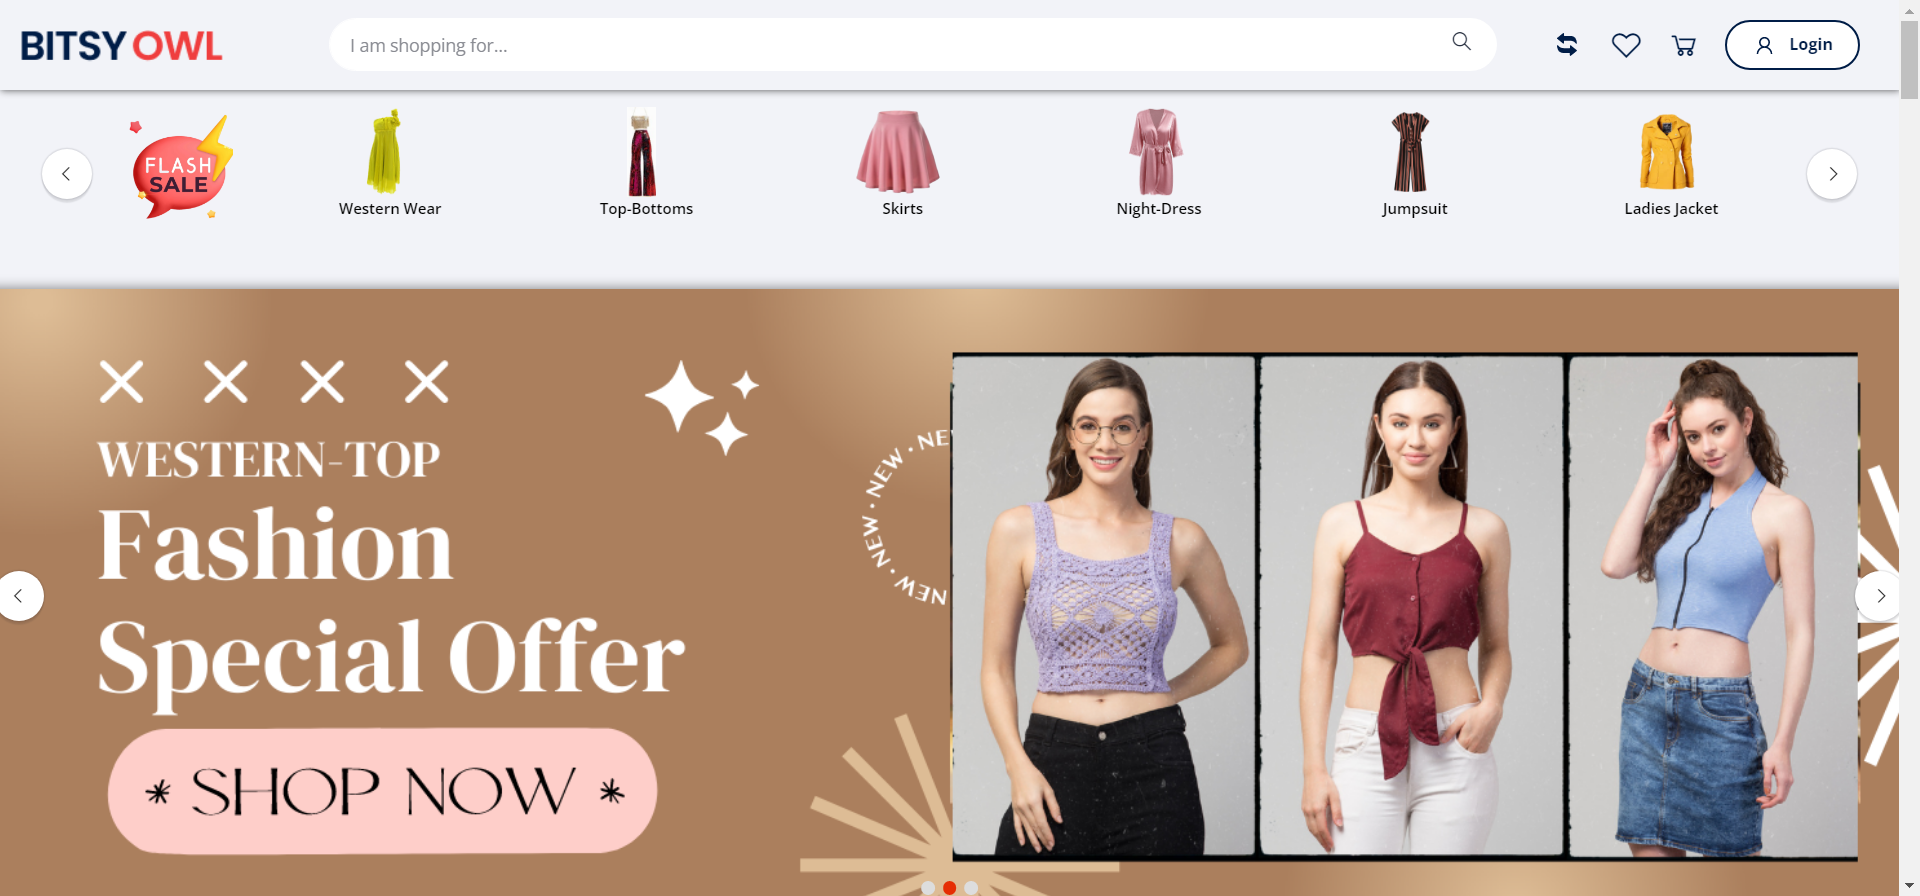 BITSY OWL
I am shopping for...
Login
FLASH
SALE
Western Wear
Top-Bottoms
Skirts
Night-Dress
Jumpsuit
Ladies Jacket
WESTERN-TOP
Fashion
Special Offer
SHOP NOW
NEW · NEW · NEW · NE